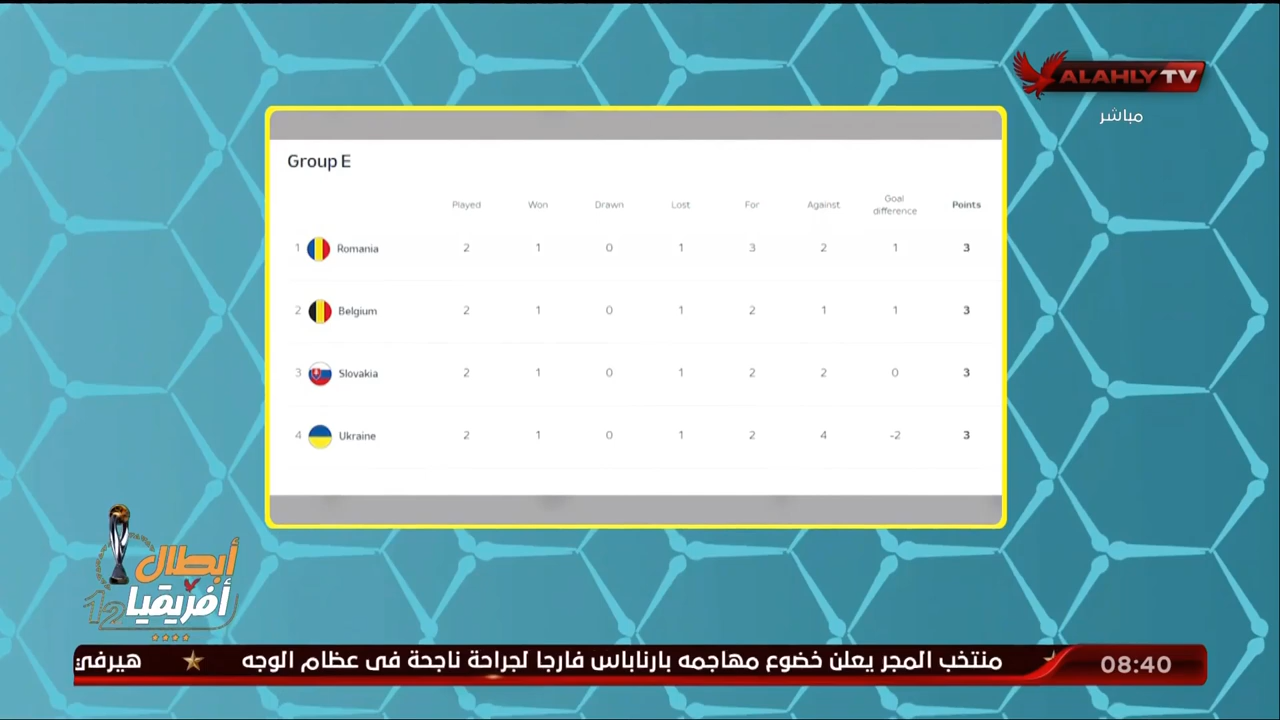 ALAHLY TV
مباشر
Group E
Played Won Drawn Lost For Against Goal difference Points
1 Romania 2 1 0 1 3 2 1 3
2 Belgium 2 1 0 1 2 1 1 3
3 Slovakia 2 1 0 1 2 2 0 3
4 Ukraine 2 1 0 1 2 4 -2 3
أبطال
أفريقيا
12
منتخب المجر يعلن خضوع مهاجمه بارناباس فارجا لجراحة ناجحة فى عظام الوجه
هيرفي
08:40